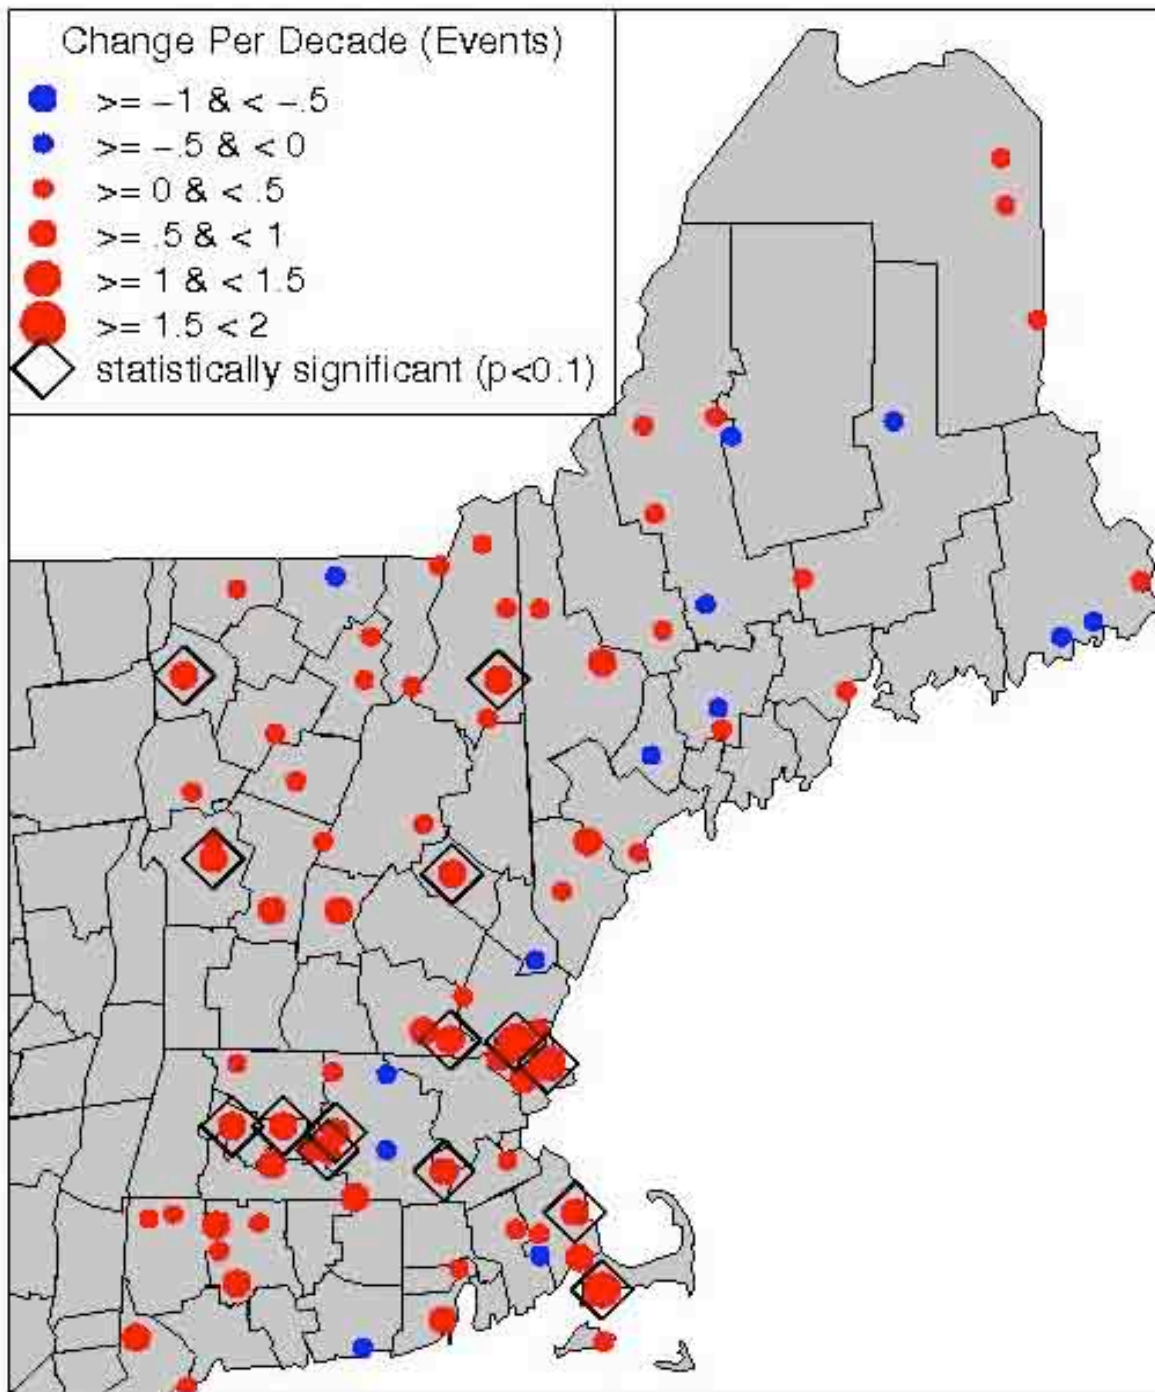 Change Per Decade (Events)
>= -1 & < -.5
>= -.5 & < 0
>= 0 & < .5
>= .5 & < 1
>= 1 & < 1.5
>= 1.5 < 2
statistically significant (p<0.1)